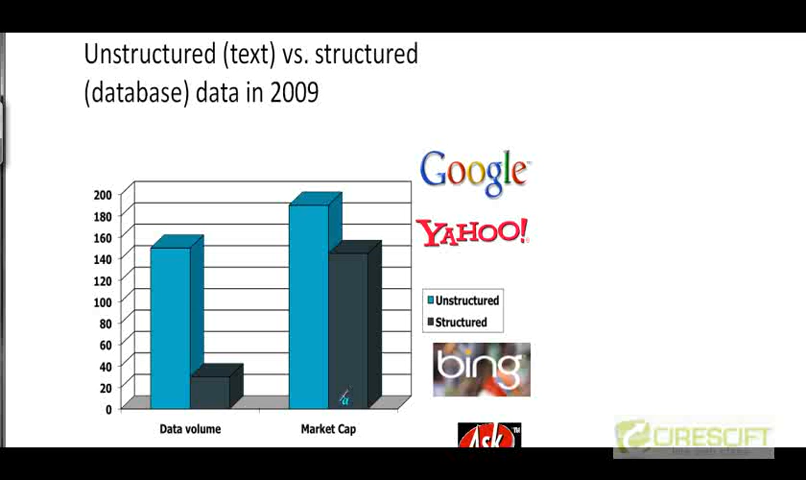 Unstructured (text) vs. structured
(database) data in 2009
Google
YAHOO!
200
180
160
140
120
100
80
60
40
20
0
Unstructured
Structured
bing
Data volume
Market Cap
Ask